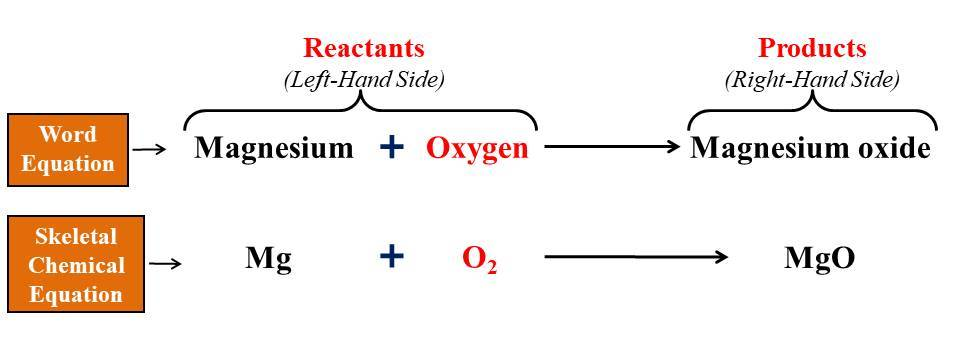 Reactants Products
(Left-Hand Side) (Right-Hand Side)
Word
Equation
Magnesium + Oxygen → Magnesium oxide
Skeletal
Chemical
Equation
Mg + O₂ → MgO